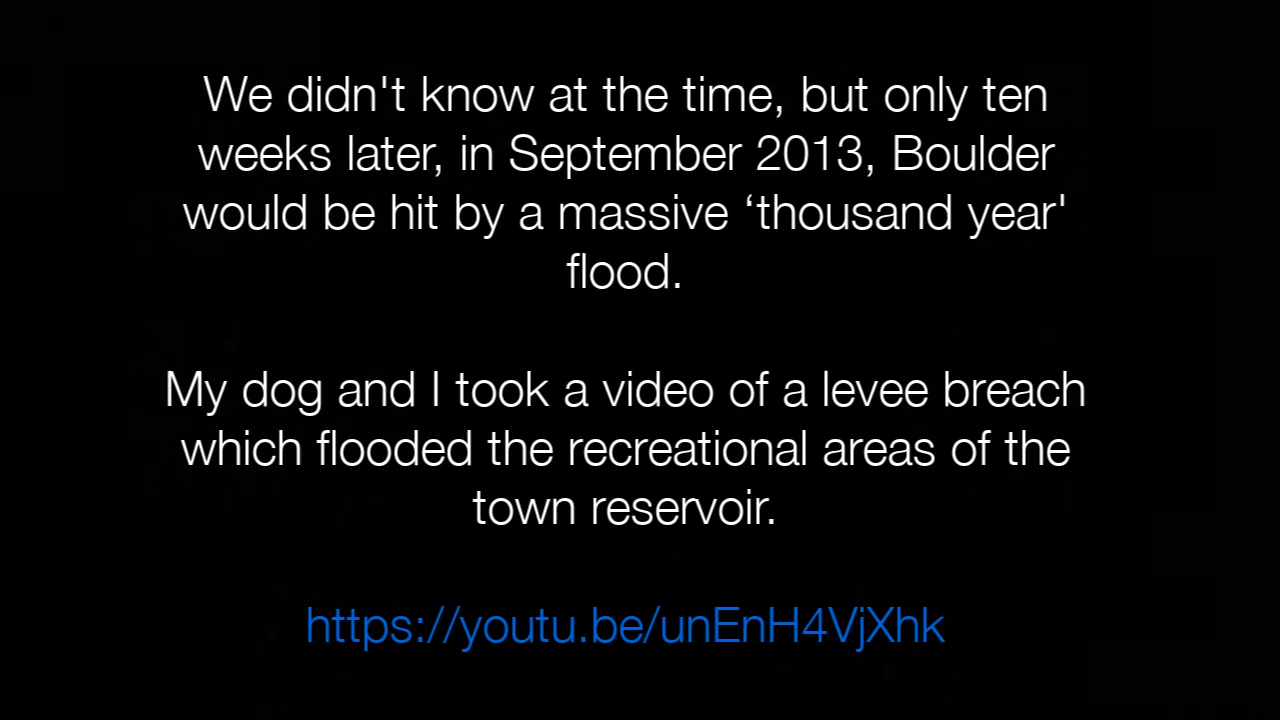 We didn't know at the time, but only ten
weeks later, in September 2013, Boulder
would be hit by a massive ‘thousand year'
flood.
My dog and I took a video of a levee breach
which flooded the recreational areas of the
town reservoir.
https://youtu.be/unEnH4VjXhk